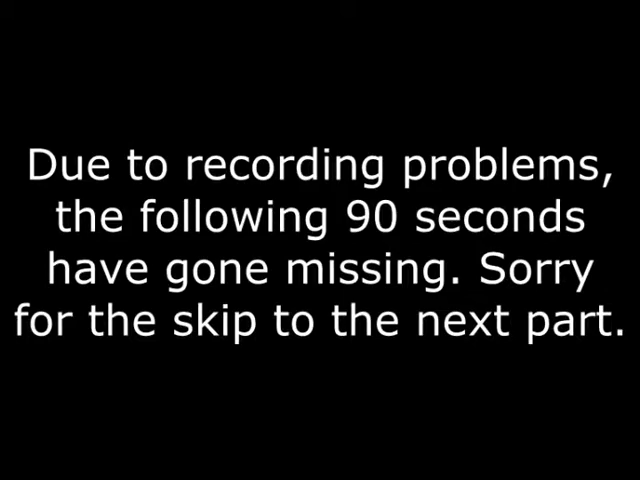 Due to recording problems,
the following 90 seconds
have gone missing. Sorry
for the skip to the next part.